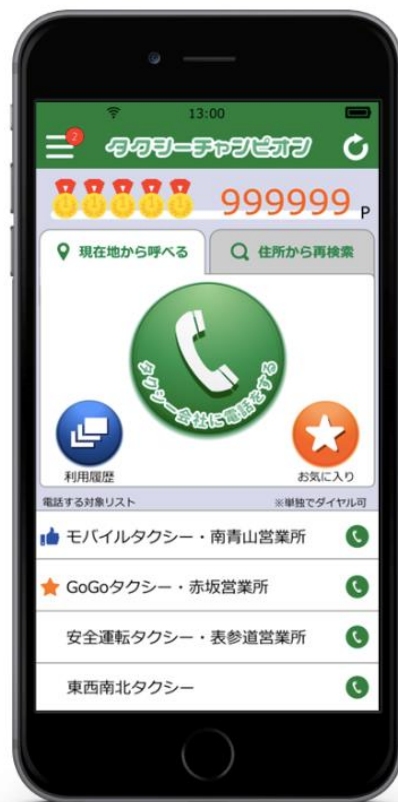 13:00
2
タクシーチャンピオン
999999 P
現在地から呼べる
住所から再検索
タクシー会社に電話をする
利用履歴
お気に入り
電話する対象リスト
※単独でダイヤル可
モバイルタクシー・南青山営業所
GoGoタクシー・赤坂営業所
安全運転タクシー・表参道営業所
東西南北タクシー